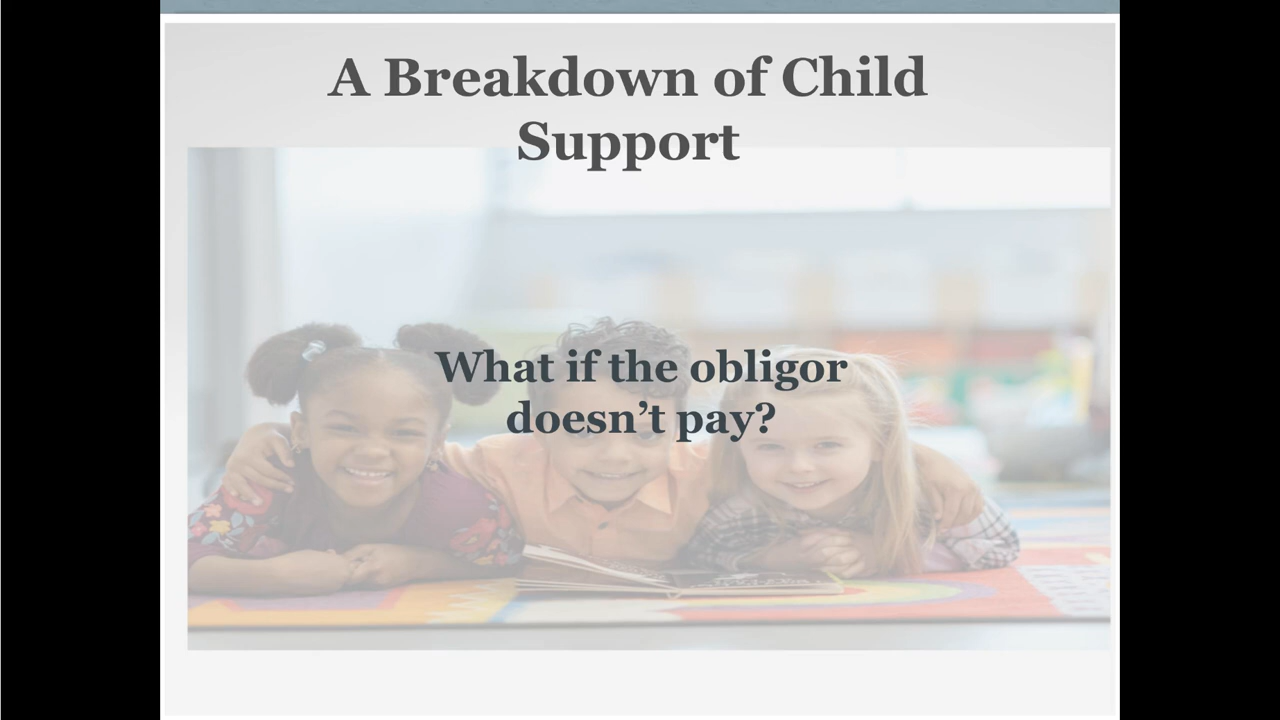 A Breakdown of Child
Support
What if the obligor
doesn’t pay?